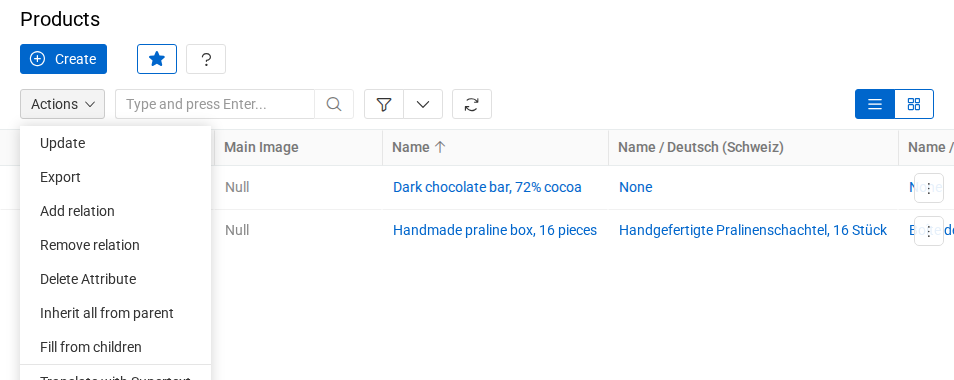 Products
Create
?
Actions
Type and press Enter...
Update
Export
Add relation
Remove relation
Delete Attribute
Inherit all from parent
Fill from children
Main Image
Name
Name / Deutsch (Schweiz)
Name /
Null
Dark chocolate bar, 72% cocoa
None
None
Null
Handmade praline box, 16 pieces
Handgefertigte Pralinenschachtel, 16 Stück